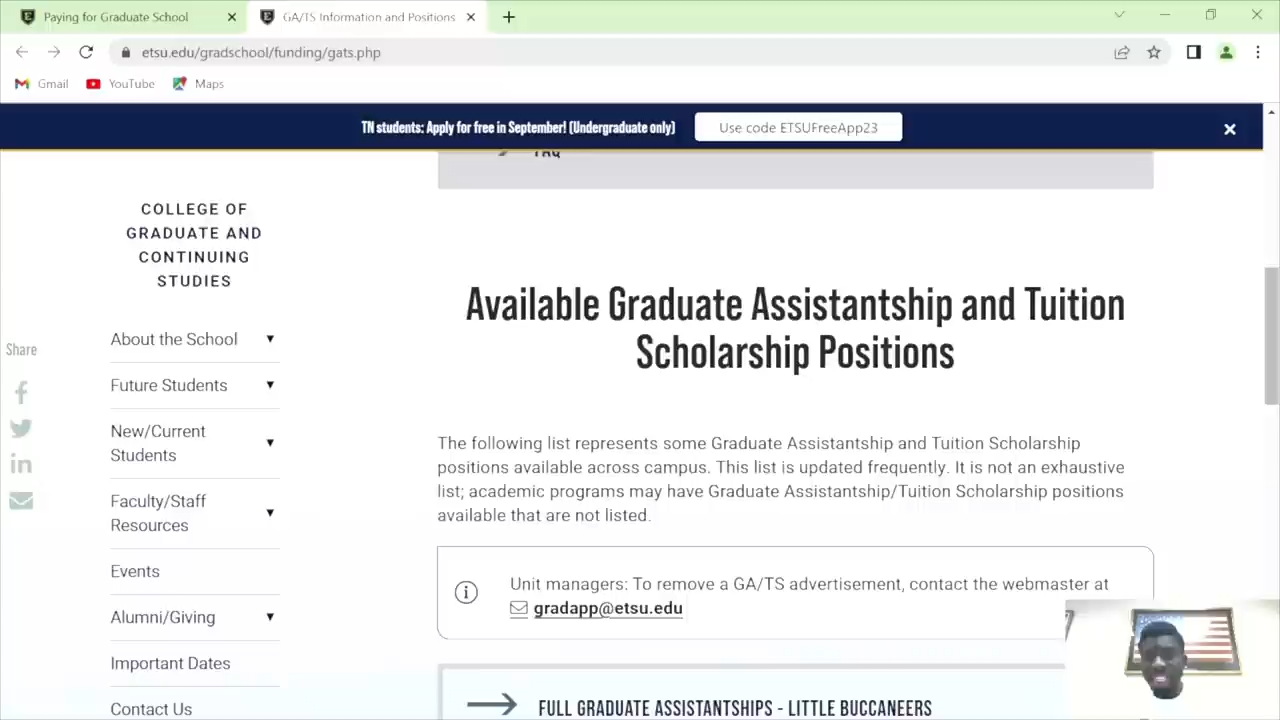 Paying for Graduate School
GA/TS Information and Positions
etsu.edu/gradschool/funding/gats.php
Gmail
YouTube
Maps
TN students: Apply for free in September! (Undergraduate only)
Use code ETSUFreeApp23
FAQ
COLLEGE OF
GRADUATE AND
CONTINUING
STUDIES
About the School
Future Students
New/Current
Students
Faculty/Staff
Resources
Events
Alumni/Giving
Important Dates
Contact Us
Share
Available Graduate Assistantship and Tuition
Scholarship Positions
The following list represents some Graduate Assistantship and Tuition Scholarship
positions available across campus. This list is updated frequently. It is not an exhaustive
list; academic programs may have Graduate Assistantship/Tuition Scholarship positions
available that are not listed.
Unit managers: To remove a GA/TS advertisement, contact the webmaster at
gradapp@etsu.edu
FULL GRADUATE ASSISTANTSHIPS - LITTLE BUCCANEERS